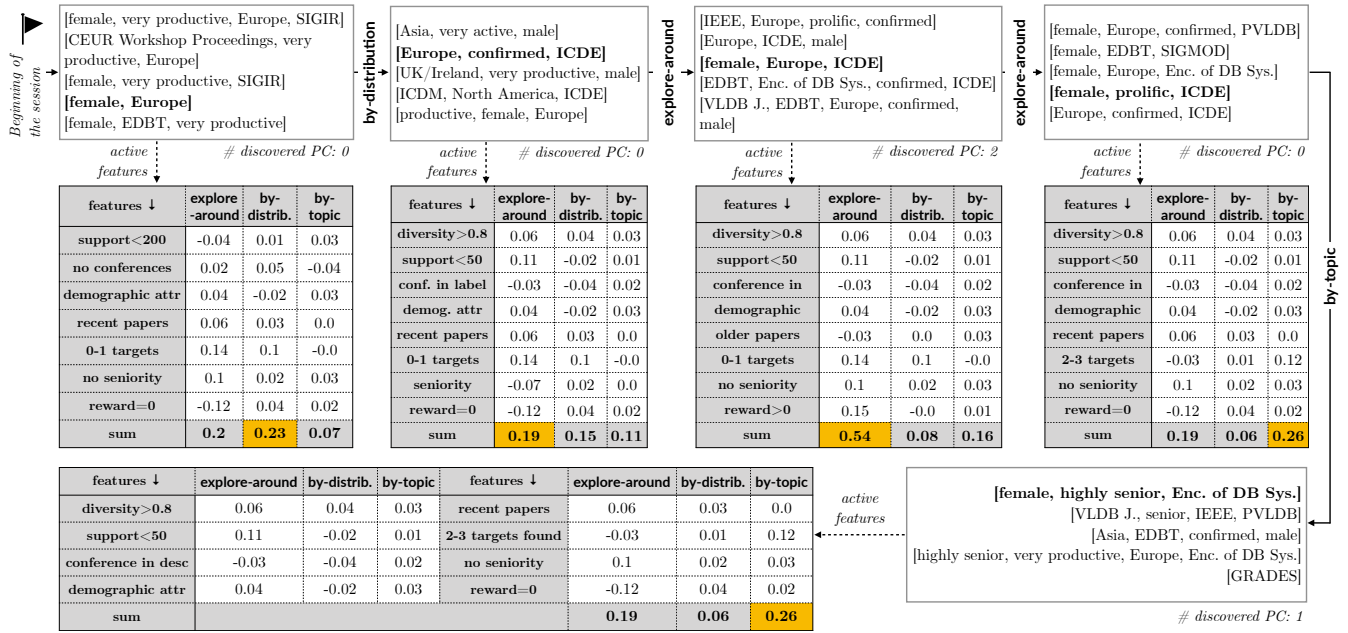 Beginning of
the session
[female, very productive, Europe, SIGIR]
[CEUR Workshop Proceedings, very
productive, Europe]
[female, very productive, SIGIR]
[female, Europe]
[female, EDBT, very productive]
by-distribution
[Asia, very active, male]
[Europe, confirmed, ICDE]
[UK/Ireland, very productive, male]
[ICDM, North America, ICDE]
[productive, female, Europe]
explore-around
[IEEE, Europe, prolific, confirmed]
[Europe, ICDE, male]
[female, Europe, ICDE]
[EDBT, Enc. of DB Sys., confirmed, ICDE]
[VLDB J., EDBT, Europe, confirmed,
male]
explore-around
[female, Europe, confirmed, PVLDB]
[female, EDBT, SIGMOD]
[female, Europe, Enc. of DB Sys.]
[female, prolific, ICDE]
[Europe, confirmed, ICDE]
by-topic
active
features
# discovered PC: 0
active
features
# discovered PC: 0
active
features
# discovered PC: 2
active
features
# discovered PC: 0
features ↓ explore-around by-distrib. by-topic
support<200 -0.04 0.01 0.03
no conferences 0.02 0.05 -0.04
demographic attr 0.04 -0.02 0.03
recent papers 0.06 0.03 0.0
0-1 targets 0.14 0.1 -0.0
no seniority 0.1 0.02 0.03
reward=0 -0.12 0.04 0.02
sum 0.2 0.23 0.07
features ↓ explore-around by-distrib. by-topic
diversity>0.8 0.06 0.04 0.03
support<50 0.11 -0.02 0.01
conf. in label -0.03 -0.04 0.02
demog. attr 0.04 -0.02 0.03
recent papers 0.06 0.03 0.0
0-1 targets 0.14 0.1 -0.0
seniority -0.07 0.02 0.0
reward=0 -0.12 0.04 0.02
sum 0.19 0.15 0.11
features ↓ explore-around by-distrib. by-topic
diversity>0.8 0.06 0.04 0.03
support<50 0.11 -0.02 0.01
conference in -0.03 -0.04 0.02
demographic 0.04 -0.02 0.03
older papers -0.03 0.0 0.03
0-1 targets 0.14 0.1 -0.0
no seniority 0.1 0.02 0.03
reward>0 0.15 -0.0 0.01
sum 0.54 0.08 0.16
features ↓ explore-around by-distrib. by-topic
diversity>0.8 0.06 0.04 0.03
support<50 0.11 -0.02 0.01
conference in -0.03 -0.04 0.02
demographic 0.04 -0.02 0.03
recent papers 0.06 0.03 0.0
2-3 targets -0.03 0.01 0.12
no seniority 0.1 0.02 0.03
reward=0 -0.12 0.04 0.02
sum 0.19 0.06 0.26
features ↓ explore-around by-distrib. by-topic features ↓ explore-around by-distrib. by-topic
diversity>0.8 0.06 0.04 0.03 recent papers 0.06 0.03 0.0
support<50 0.11 -0.02 0.01 2-3 targets found -0.03 0.01 0.12
conference in desc -0.03 -0.04 0.02 no seniority 0.1 0.02 0.03
demographic attr 0.04 -0.02 0.03 reward=0 -0.12 0.04 0.02
sum 0.19 0.06 0.26
active
features
[female, highly senior, Enc. of DB Sys.]
[VLDB J., senior, IEEE, PVLDB]
[Asia, EDBT, confirmed, male]
[highly senior, very productive, Europe, Enc. of DB Sys.]
[GRADES]
# discovered PC: 1